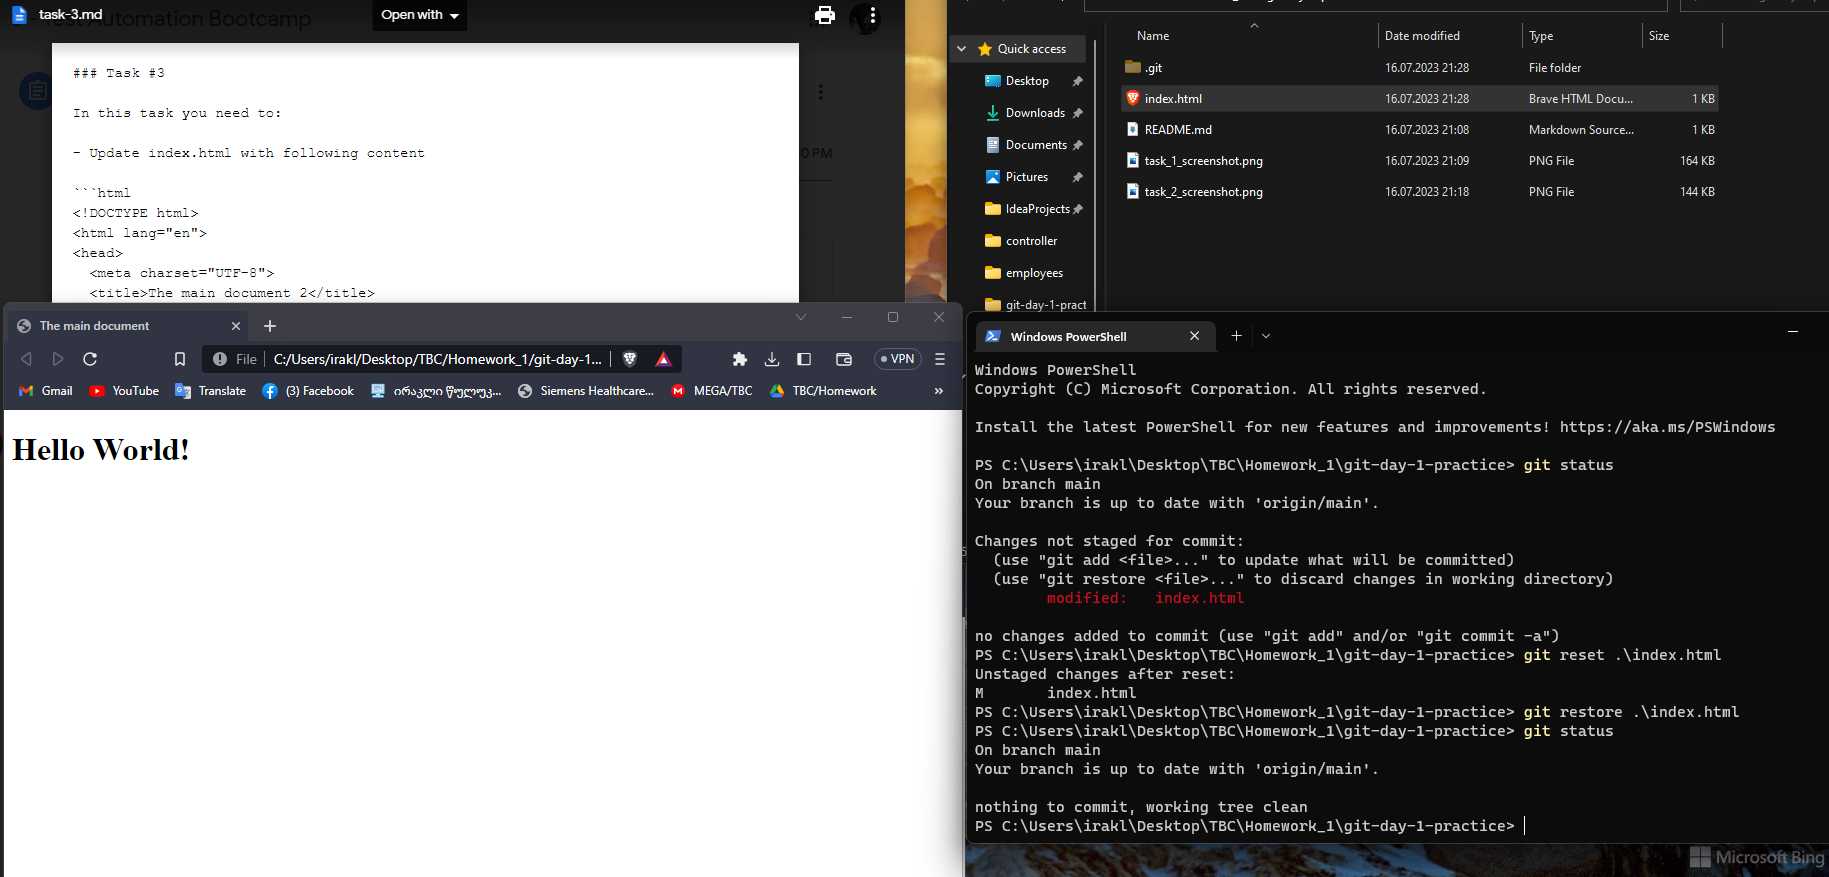 task-3.md
Open with
Test Automation Bootcamp
### Task #3
In this task you need to:
- Update index.html with following content
```html
<!DOCTYPE html>
<html lang="en">
<head>
<meta charset="UTF-8">
<title>The main document 2</title>
0 PM
The main document
File
C:/Users/irakl/Desktop/TBC/Homework_1/git-day-1...
VPN
Gmail
YouTube
Translate
(3) Facebook
ირაკლი წულუკ...
Siemens Healthcare...
MEGA/TBC
TBC/Homework
»
Hello World!
Name Date modified Type Size
Quick access
Desktop
Downloads
Documents
Pictures
IdeaProjects
controller
employees
git-day-1-pract
.git 16.07.2023 21:28 File folder
index.html 16.07.2023 21:28 Brave HTML Docu... 1 KB
README.md 16.07.2023 21:08 Markdown Source... 1 KB
task_1_screenshot.png 16.07.2023 21:09 PNG File 164 KB
task_2_screenshot.png 16.07.2023 21:18 PNG File 144 KB
Windows PowerShell
Windows PowerShell
Copyright (C) Microsoft Corporation. All rights reserved.
Install the latest PowerShell for new features and improvements! https://aka.ms/PSWindows
PS C:\Users\irakl\Desktop\TBC\Homework_1\git-day-1-practice> git status
On branch main
Your branch is up to date with 'origin/main'.
Changes not staged for commit:
(use "git add <file>..." to update what will be committed)
(use "git restore <file>..." to discard changes in working directory)
modified: index.html
no changes added to commit (use "git add" and/or "git commit -a")
PS C:\Users\irakl\Desktop\TBC\Homework_1\git-day-1-practice> git reset .\index.html
Unstaged changes after reset:
M index.html
PS C:\Users\irakl\Desktop\TBC\Homework_1\git-day-1-practice> git restore .\index.html
PS C:\Users\irakl\Desktop\TBC\Homework_1\git-day-1-practice> git status
On branch main
Your branch is up to date with 'origin/main'.
nothing to commit, working tree clean
PS C:\Users\irakl\Desktop\TBC\Homework_1\git-day-1-practice>
Microsoft Bing